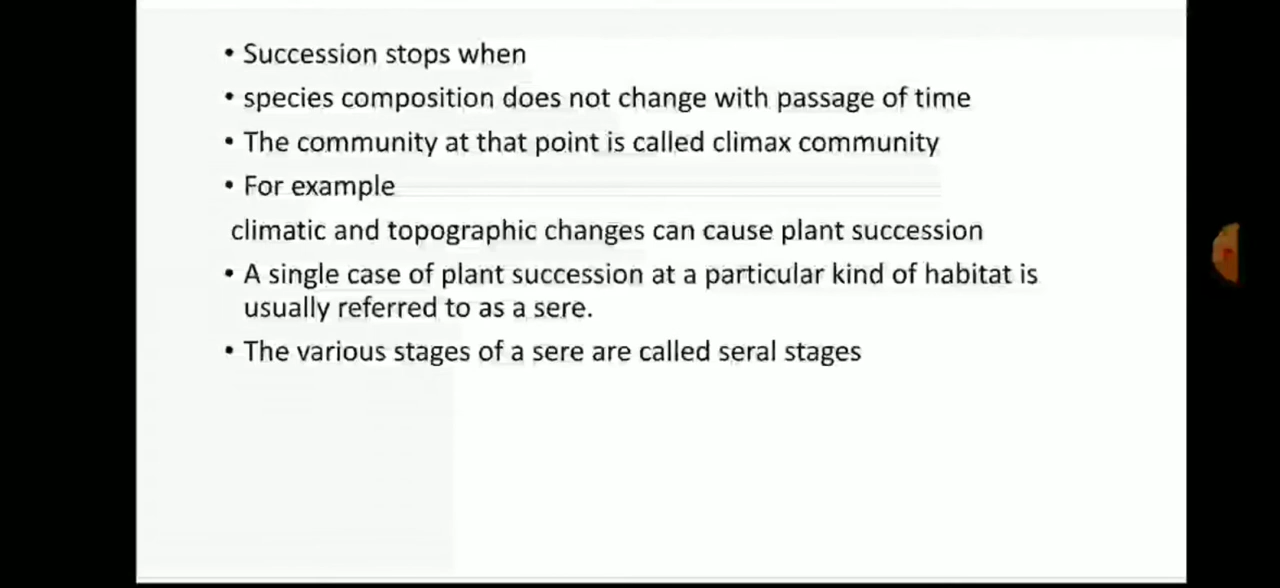 • Succession stops when
• species composition does not change with passage of time
• The community at that point is called climax community
• For example
climatic and topographic changes can cause plant succession
• A single case of plant succession at a particular kind of habitat is
usually referred to as a sere.
• The various stages of a sere are called seral stages